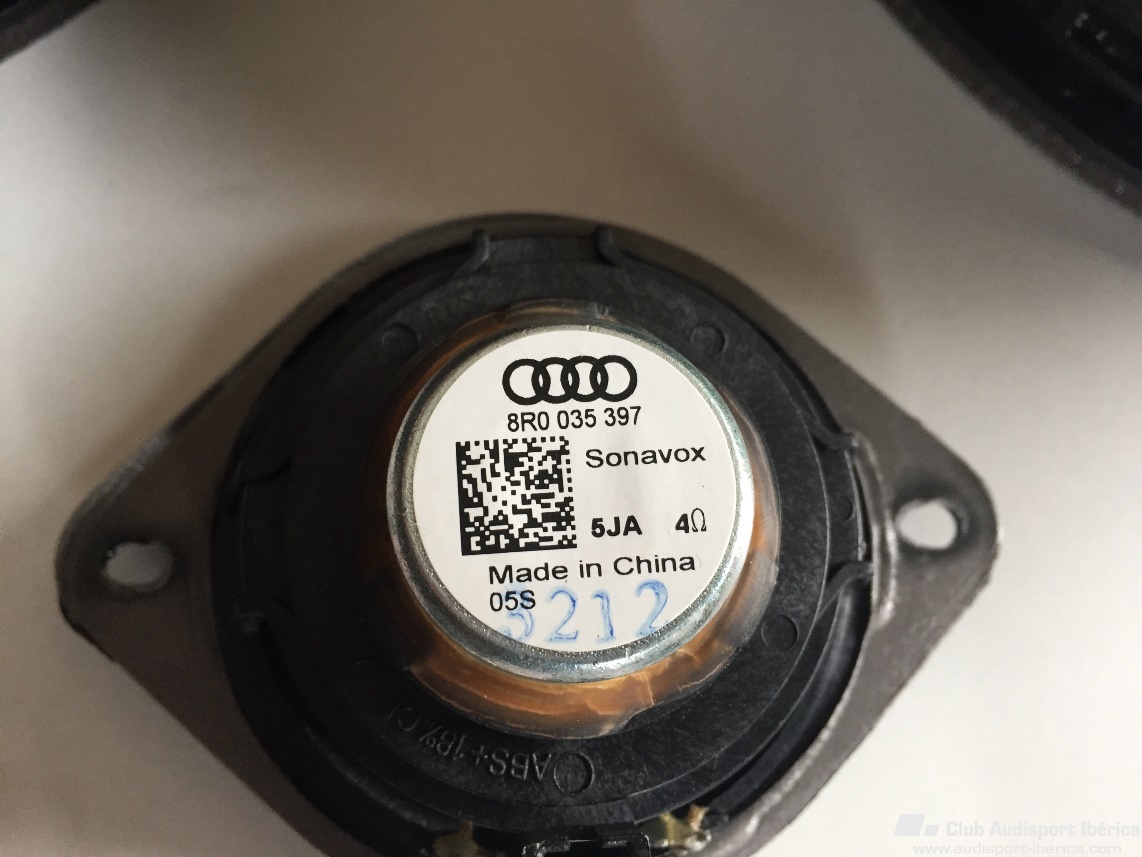 8R0 035 397
Sonavox
5JA 4Ω
Made in China
05S
3212
ABS+18%
Club Audisport Ibérica
www.audisport-iberica.com